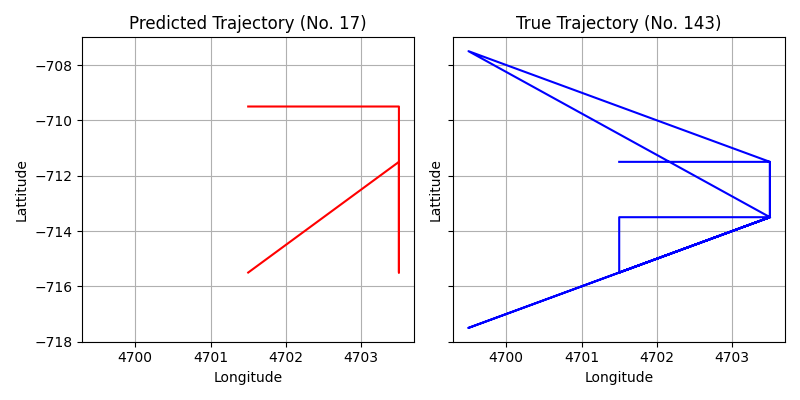 Predicted Trajectory (No. 17)
True Trajectory (No. 143)
−708
−710
−712
−714
−716
−718
Lattitude
Lattitude
4700
4701
4702
4703
4700
4701
4702
4703
Longitude
Longitude